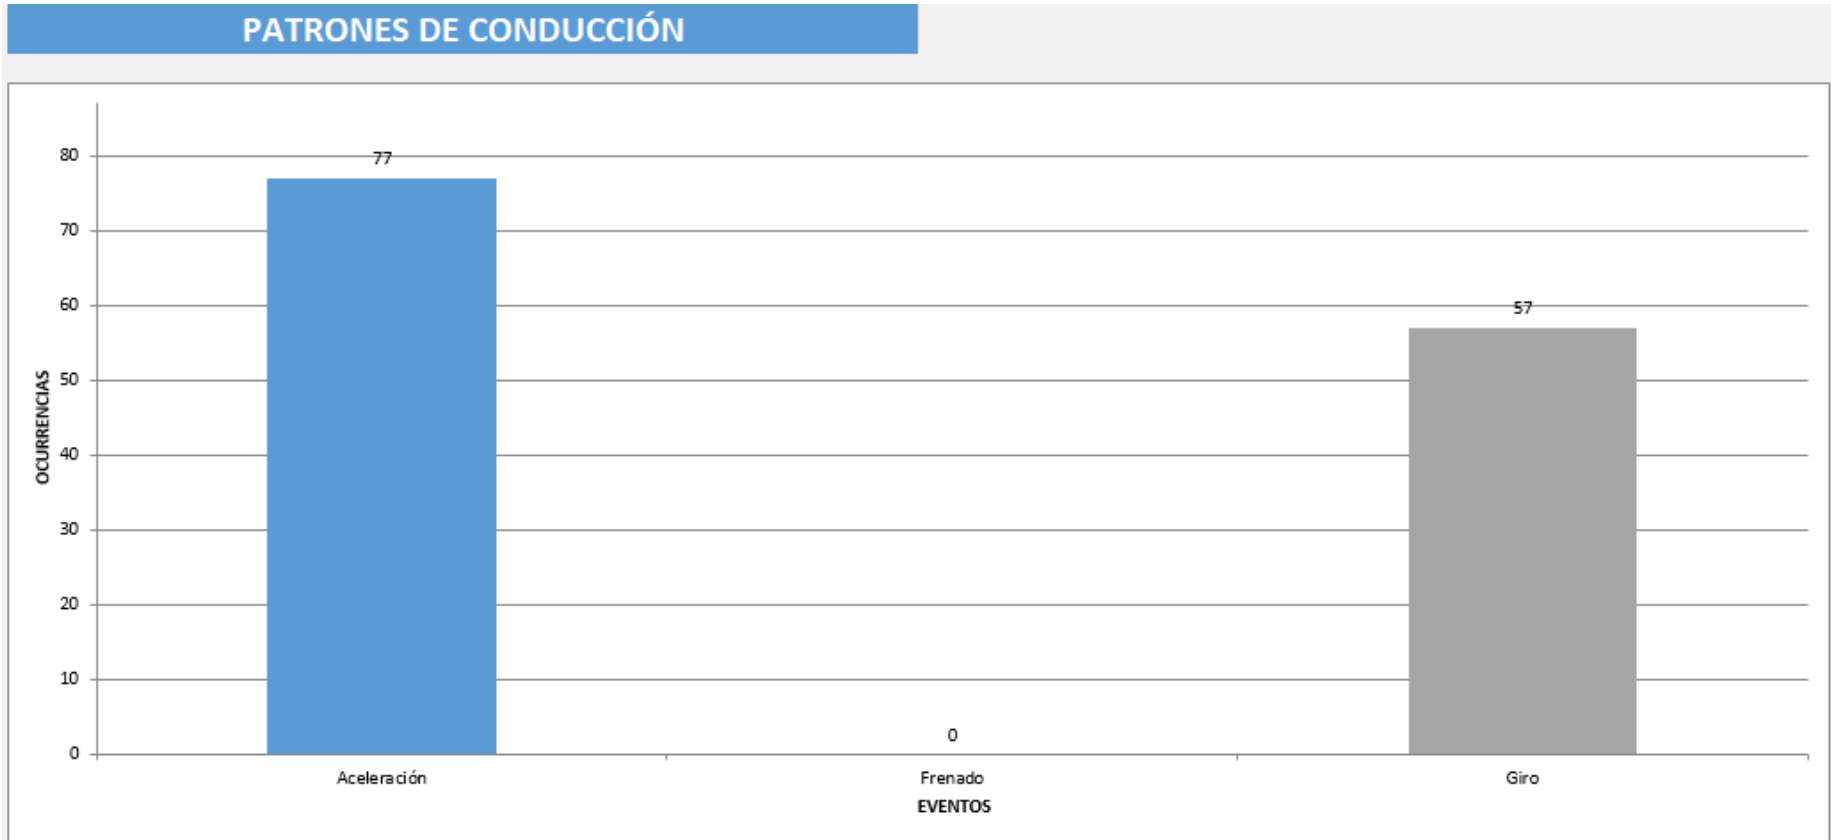 PATRONES DE CONDUCCIÓN
80
70
60
50
40
30
20
10
0
OCURRENCIAS
77
0
57
Aceleración
Frenado
Giro
EVENTOS